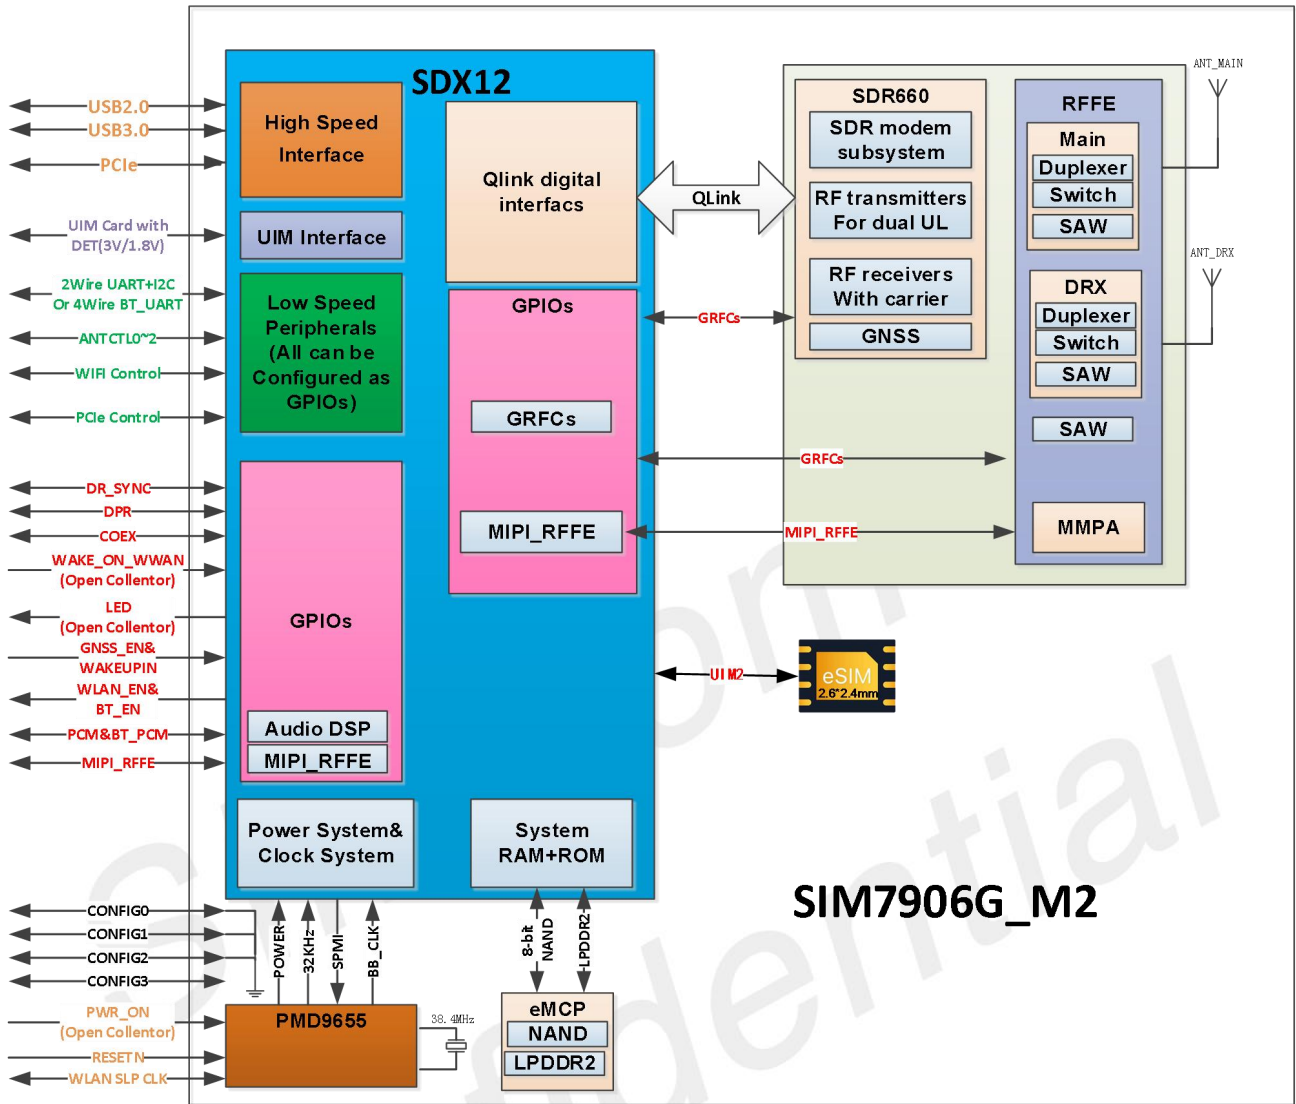 SDX12
High Speed
Interface
UIM Interface
Low Speed
Peripherals
(All can be
Configured as
GPIOs)
GPIOs
Audio DSP
MIPI_RFFE
Power System&
Clock System
Qlink digital
interfacs
GPIOs
GRFCs
MIPI_RFFE
System
RAM+ROM
USB2.0
USB3.0
PCIe
UIM Card with
DET(3V/1.8V)
2Wire UART+I2C
Or 4Wire BT_UART
ANTCTL0~2
WIFI Control
PCIe Control
DR_SYNC
DPR
COEX
WAKE_ON_WWAN
(Open Collentor)
LED
(Open Collentor)
GNSS_EN&
WAKEUPIN
WLAN_EN&
BT_EN
PCM&BT_PCM
MIPI_RFFE
CONFIG0
CONFIG1
CONFIG2
CONFIG3
PWR_ON
(Open Collentor)
RESETN
WLAN SLP CLK
POWER
32KHz
SPMI
BB_CLK
PMD9655
38.4MHz
8-bit
NAND
LPDDR2
eMCP
NAND
LPDDR2
QLink
GRFCs
GRFCs
MIPI_RFFE
UIM2
eSIM
2.6*2.4mm
SDR660
SDR modem
subsystem
RF transmitters
For dual UL
RF receivers
With carrier
GNSS
RFFE
Main
Duplexer
Switch
SAW
DRX
Duplexer
Switch
SAW
SAW
MMPA
ANT_MAIN
ANT_DRX
SIM7906G_M2